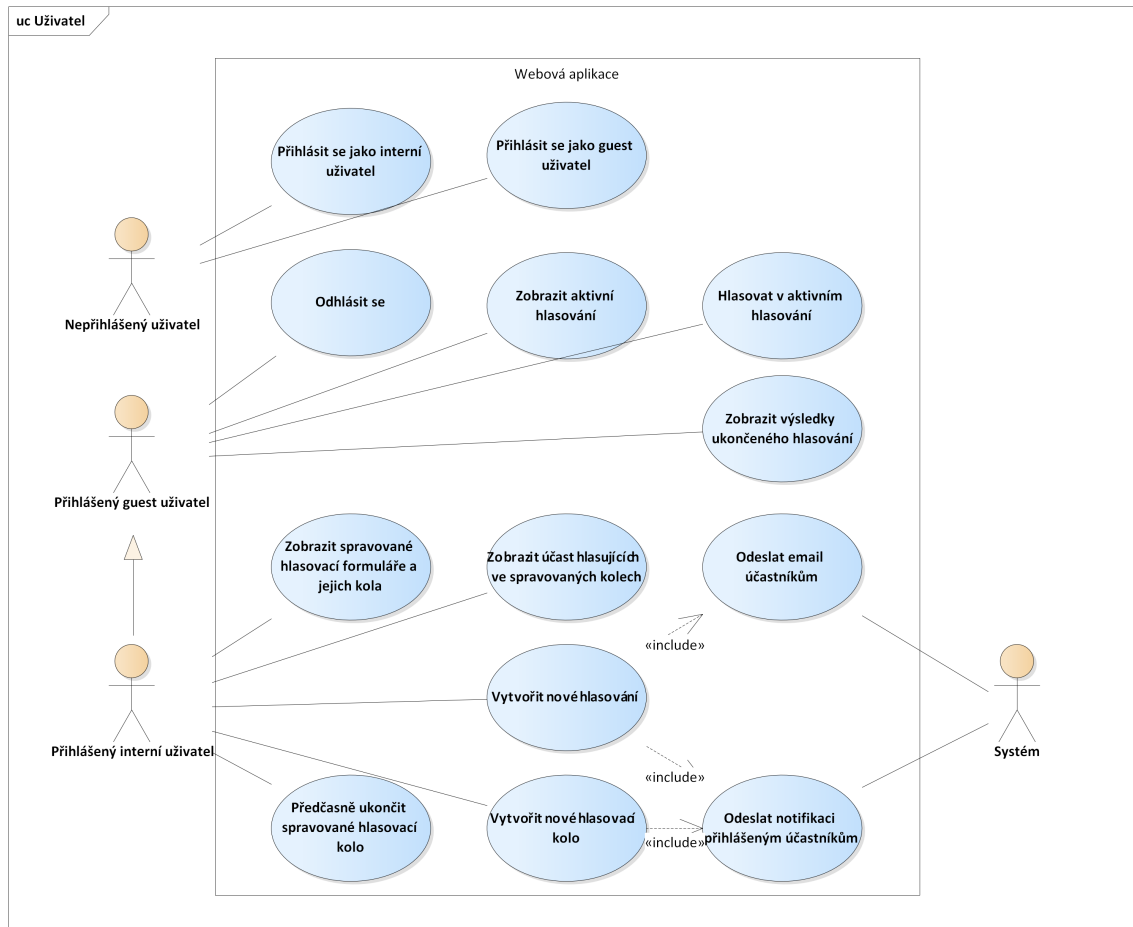 uc Uživatel
Webová aplikace
Přihlásit se jako interní
uživatel
Přihlásit se jako guest
uživatel
Nepřihlášený uživatel
Odhlásit se
Zobrazit aktivní
hlasování
Hlasovat v aktivním
hlasování
Zobrazit výsledky
ukončeného hlasování
Přihlášený guest uživatel
Zobrazit spravované
hlasovací formuláře a
jejich kola
Zobrazit účast hlasujících
ve spravovaných kolech
Odeslat email
účastníkům
«include»
Vytvořit nové hlasování
Přihlášený interní uživatel
Systém
«include»
Předčasně ukončit
spravované hlasovací
kolo
Vytvořit nové hlasovací
kolo
«include»
Odeslat notifikaci
přihlášeným účastníkům